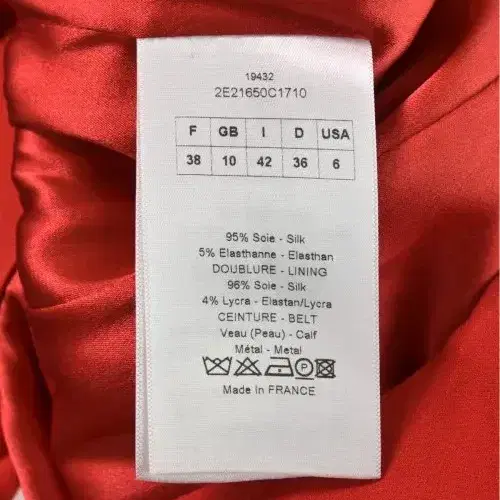 19432
2E21650C1710
F GB I D USA
38 10 42 36 6
95% Soie - Silk
5% Elasthanne - Elasthan
DOUBLURE - LINING
96% Soie - Silk
4% Lycra - Elastan/Lycra
CEINTURE - BELT
Veau (Peau) - Calf
Métal - Metal
P
Made In FRANCE